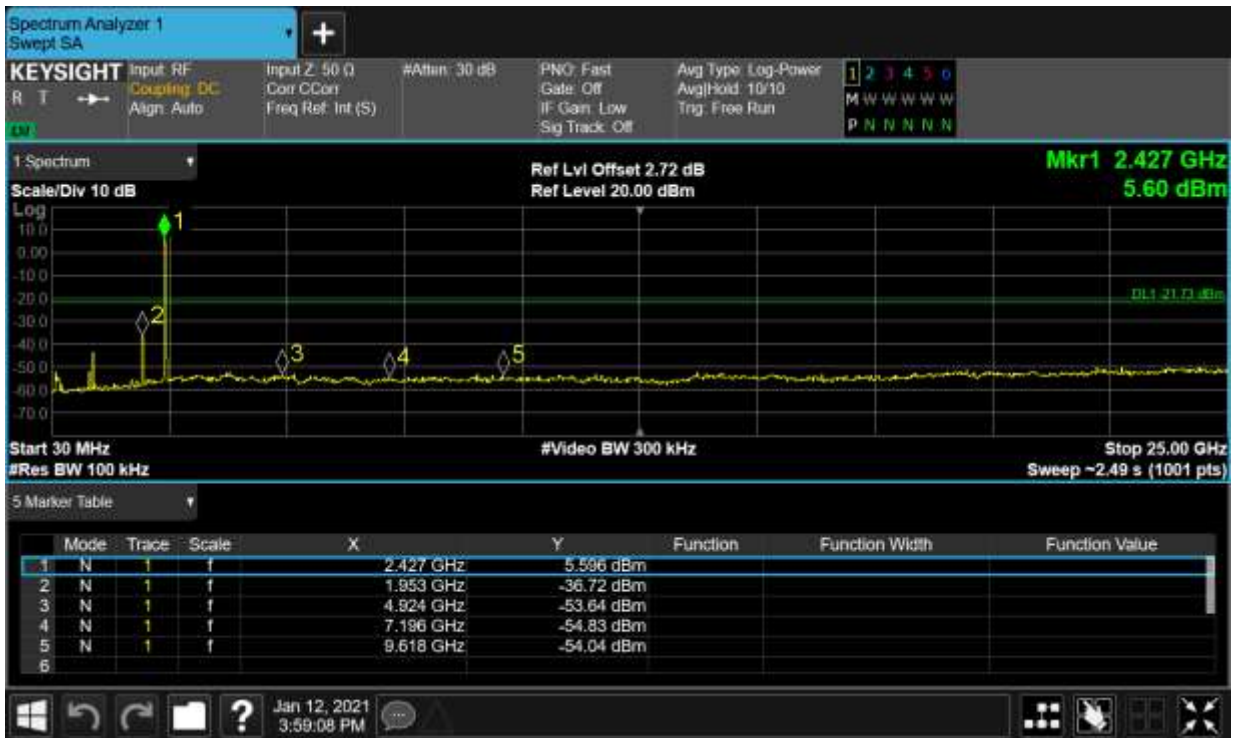 Spectrum Analyzer 1
Swept SA
+
KEYSIGHT Input: RF Input Z: 50 Ω #Atten: 30 dB PNO: Fast Avg Type: Log-Power 1 2 3 4 5 6
R T Coupling: DC Corr CCorr Gate: Off Avg|Hold: 10/10 M W W W W W
Align: Auto Freq Ref: Int (S) IF Gain: Low Trig: Free Run P N N N N N
Sig Track: Off
1 Spectrum Ref Lvl Offset 2.72 dB Mkr1 2.427 GHz
Scale/Div 10 dB Ref Level 20.00 dBm 5.60 dBm
Log
10.0
0.00
-10.0
-20.0
-30.0
-40.0
-50.0
-60.0
-70.0
1
DL1 -21.73 dBm
2
3 4 5
Start 30 MHz #Video BW 300 kHz Stop 25.00 GHz
#Res BW 100 kHz Sweep ~2.49 s (1001 pts)
5 Marker Table
Mode Trace Scale X Y Function Function Width Function Value
1 N 1 f 2.427 GHz 5.596 dBm
2 N 1 f 1.953 GHz -36.72 dBm
3 N 1 f 4.924 GHz -53.64 dBm
4 N 1 f 7.196 GHz -54.83 dBm
5 N 1 f 9.618 GHz -54.04 dBm
6
? Jan 12, 2021
3:59:08 PM